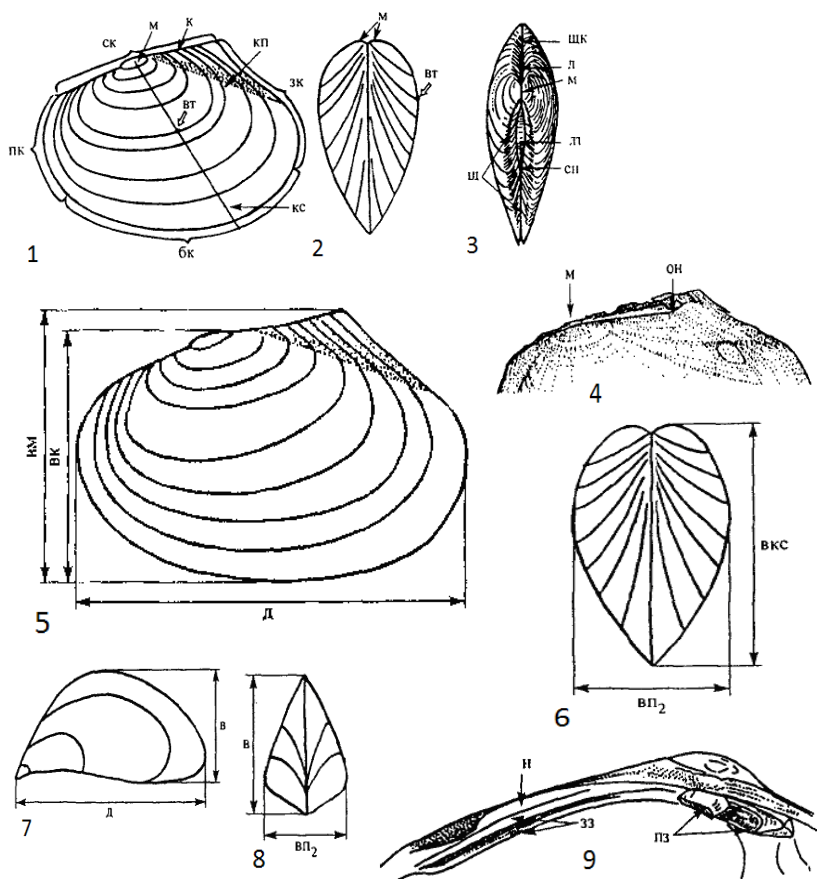 ск м к кп зк вт пк кс бк 1
м вт 2
щк л м лп щ сн 3
м он 4
нм вк д 5
вкс вп₂ 6
в д 7
в вп₂ 8
н зз пз 9